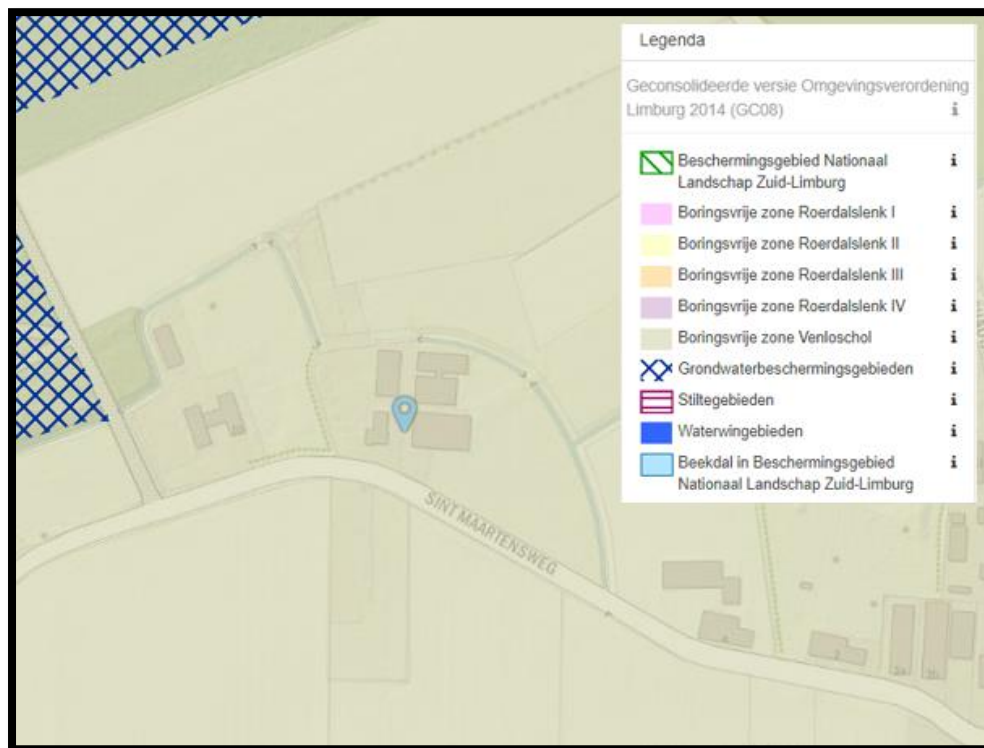 Legenda
Geconsolideerde versie Omgevingsverordening
Limburg 2014 (GC08)
Beschermingsgebied Nationaal
Landschap Zuid-Limburg
Boringsvrije zone Roerdalslenk I
Boringsvrije zone Roerdalslenk II
Boringsvrije zone Roerdalslenk III
Boringsvrije zone Roerdalslenk IV
Boringsvrije zone Venloschol
Grondwaterbeschermingsgebieden
Stiltegebieden
Waterwingebieden
Beekdal in Beschermingsgebied
Nationaal Landschap Zuid-Limburg
SINT MAARTENSWEG